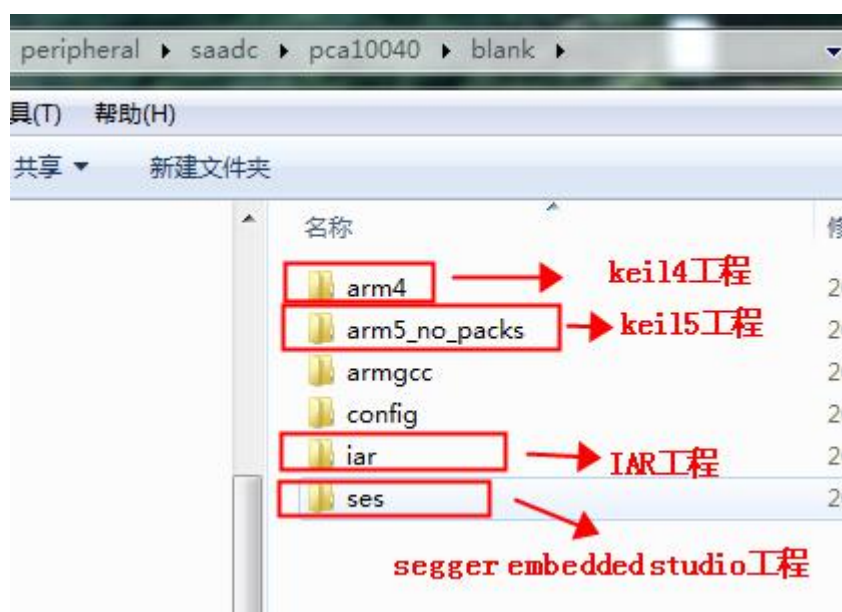 peripheral ▸ saadc ▸ pca10040 ▸ blank ▸
具(T) 帮助(H)
共享 新建文件夹
名称
arm4 keil4工程
arm5_no_packs keil5工程
armgcc
config
iar IAR工程
ses
segger embedded studio工程